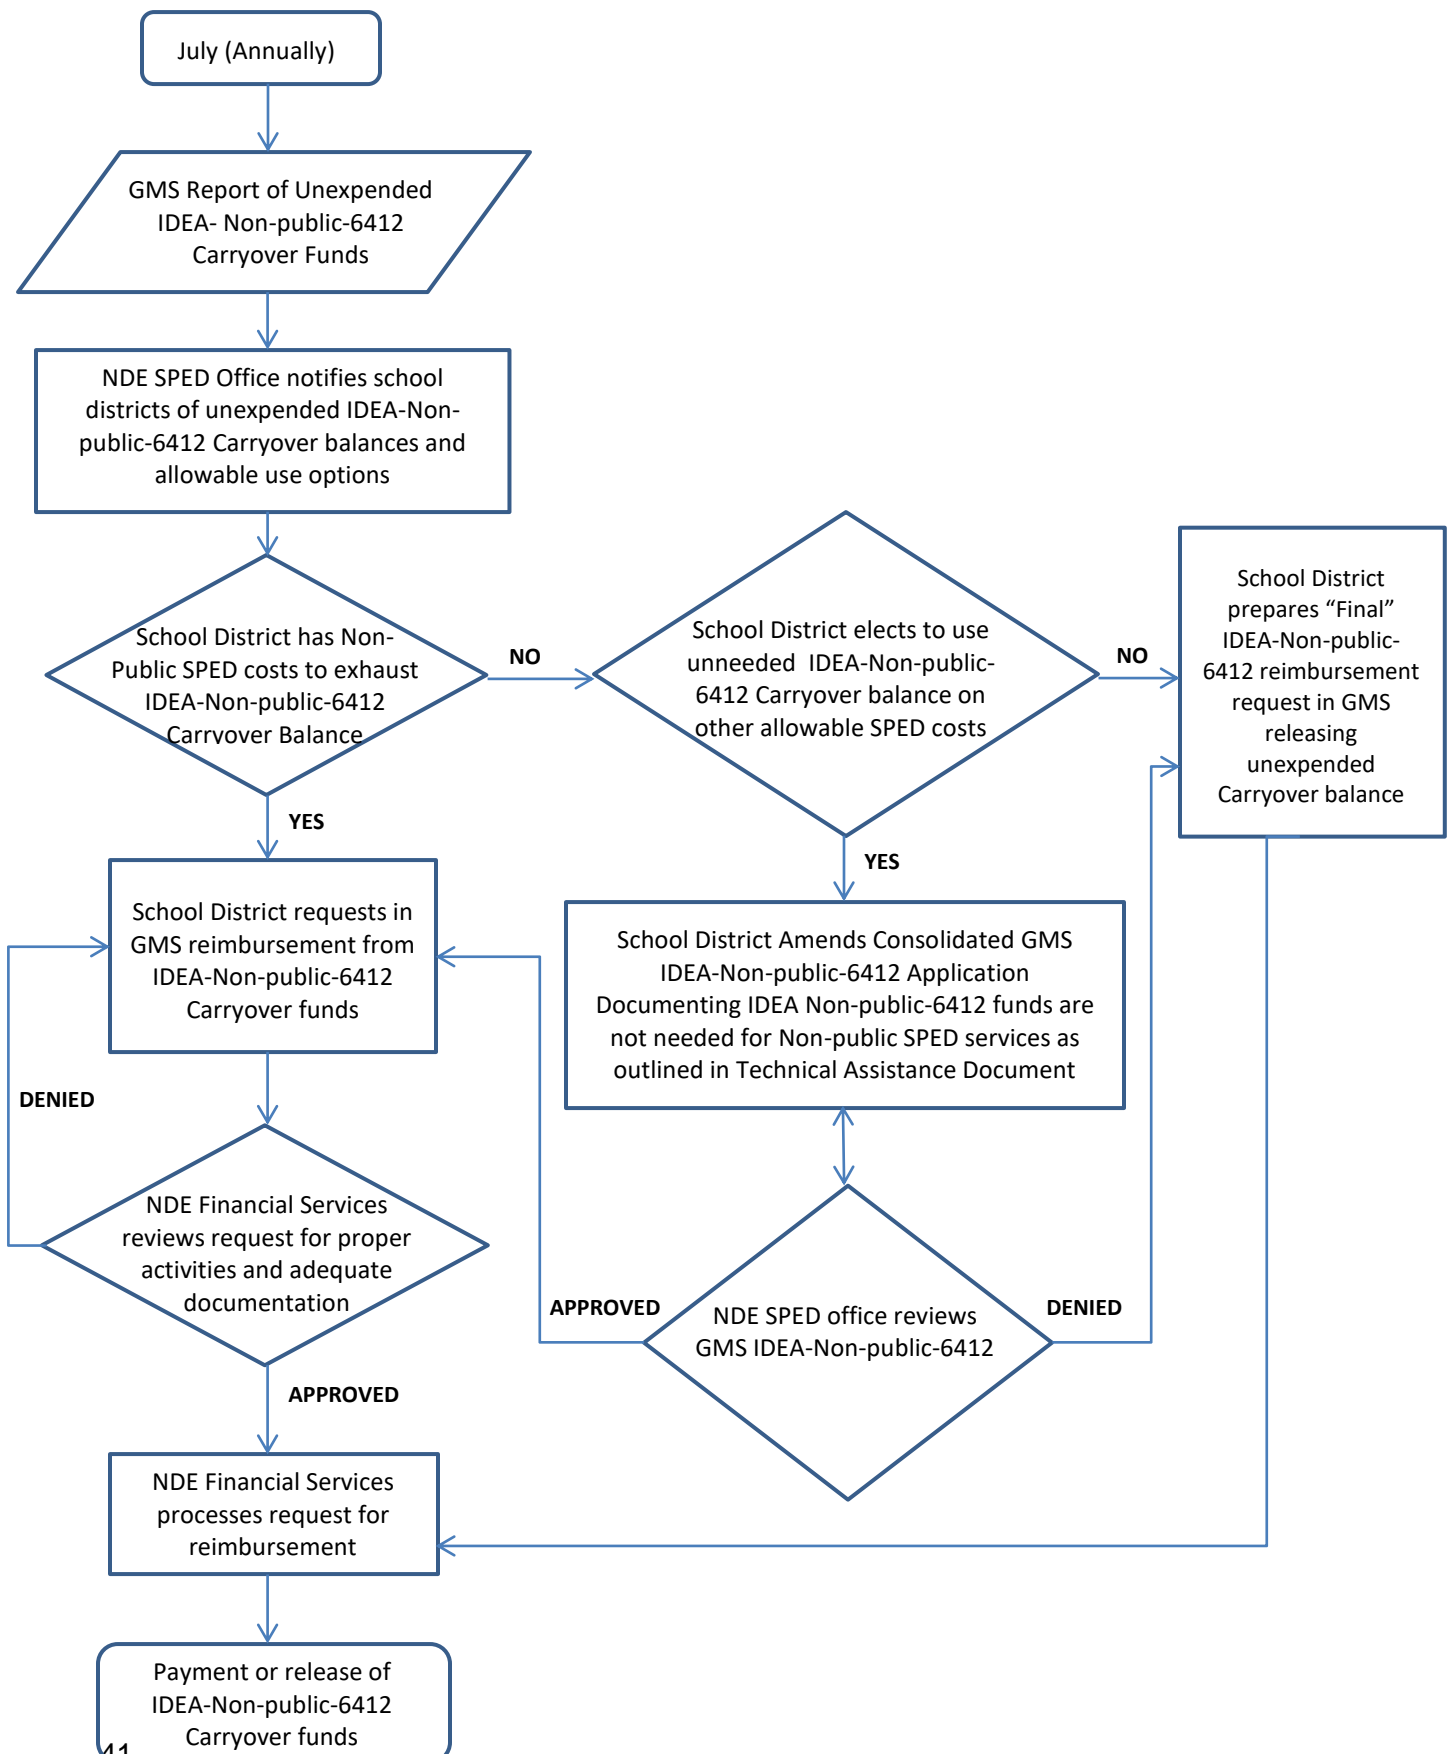 July (Annually)
GMS Report of Unexpended
IDEA- Non-public-6412
Carryover Funds
NDE SPED Office notifies school
districts of unexpended IDEA-Non-
public-6412 Carryover balances and
allowable use options
School District has Non-
Public SPED costs to exhaust
IDEA-Non-public-6412
Carryover Balance
NO
School District elects to use
unneeded IDEA-Non-public-
6412 Carryover balance on
other allowable SPED costs
NO
School District
prepares “Final”
IDEA-Non-public-
6412 reimbursement
request in GMS
releasing
unexpended
Carryover balance
YES
YES
School District requests in
GMS reimbursement from
IDEA-Non-public-6412
Carryover funds
School District Amends Consolidated GMS
IDEA-Non-public-6412 Application
Documenting IDEA Non-public-6412 funds are
not needed for Non-public SPED services as
outlined in Technical Assistance Document
DENIED
NDE Financial Services
reviews request for proper
activities and adequate
documentation
APPROVED
NDE SPED office reviews
GMS IDEA-Non-public-6412
DENIED
APPROVED
NDE Financial Services
processes request for
reimbursement
Payment or release of
IDEA-Non-public-6412
Carryover funds
41